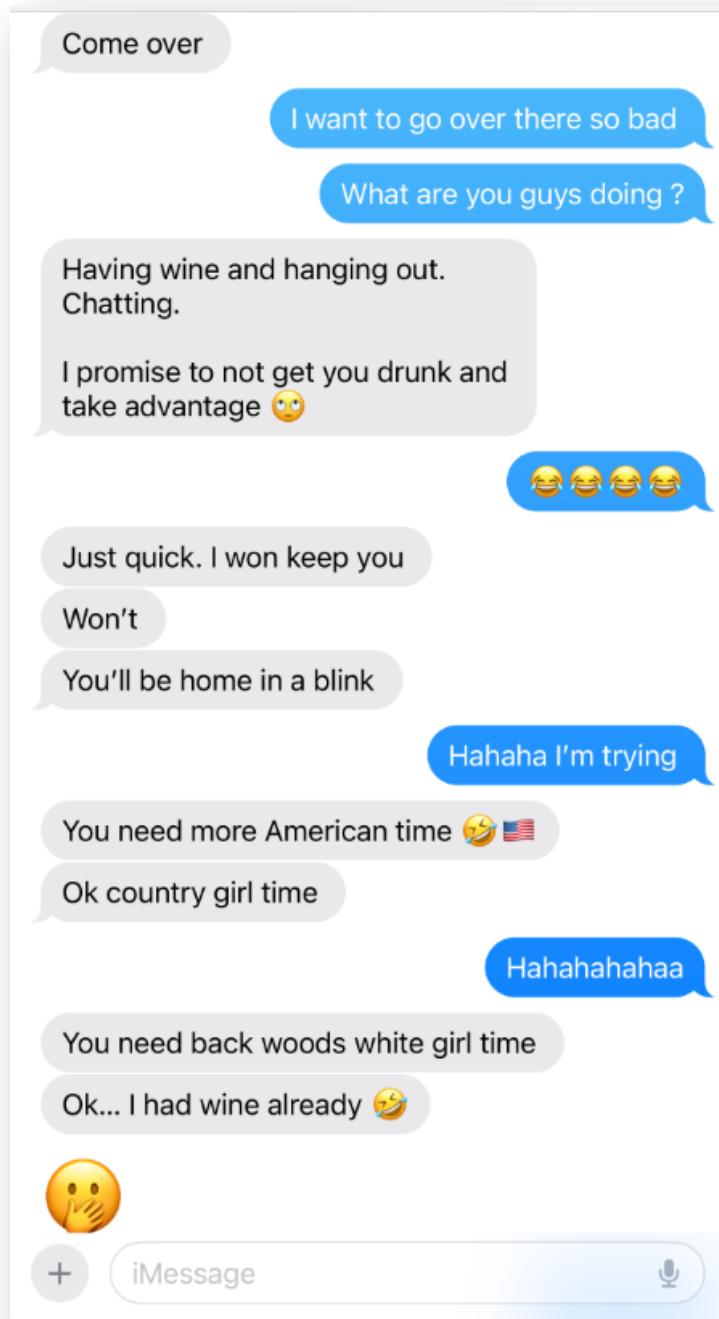 Come over
I want to go over there so bad
What are you guys doing ?
Having wine and hanging out.
Chatting.
I promise to not get you drunk and
take advantage 🙄
😂😂😂😂
Just quick. I won keep you
Won't
You'll be home in a blink
Hahaha I'm trying
You need more American time 🤣🇺🇸
Ok country girl time
Hahahahahaa
You need back woods white girl time
Ok... I had wine already 🤣
🫢
iMessage